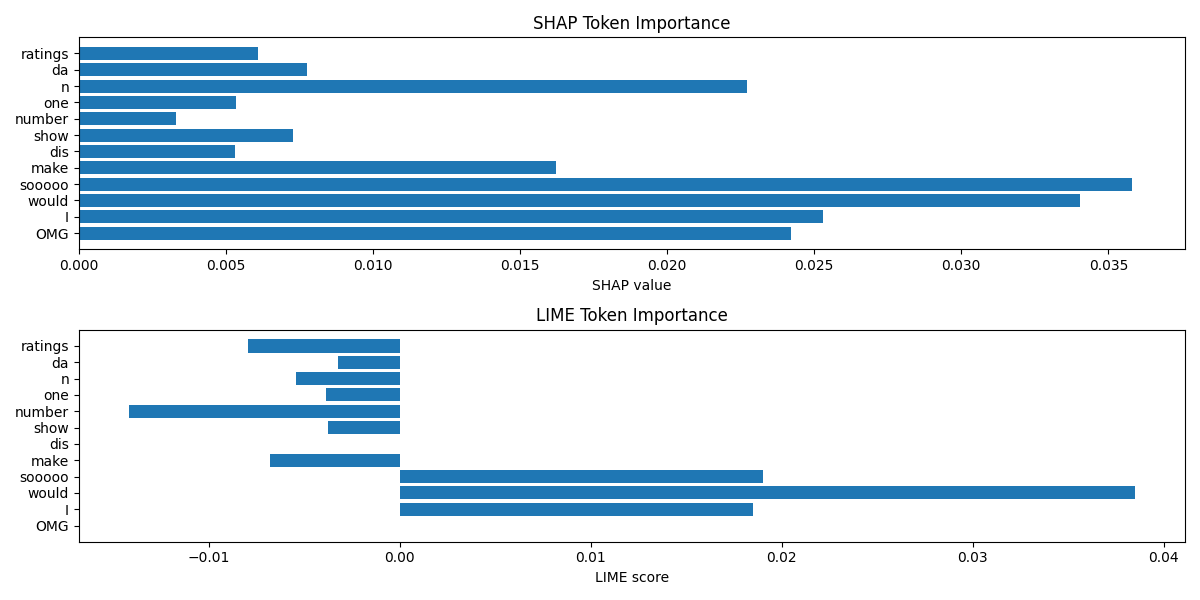 SHAP Token Importance
ratings
da
n
one
number
show
dis
make
sooooo
would
I
OMG
0.000 0.005 0.010 0.015 0.020 0.025 0.030 0.035
SHAP value
LIME Token Importance
ratings
da
n
one
number
show
dis
make
sooooo
would
I
OMG
−0.01 0.00 0.01 0.02 0.03 0.04
LIME score